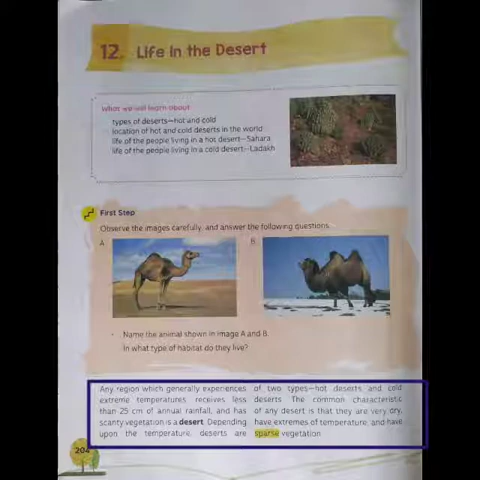 12. Life in the Desert
What we will learn about
types of deserts—hot and cold
location of hot and cold deserts in the world
life of the people living in a hot desert—Sahara
life of the people living in a cold desert—Ladakh
First Step
Observe the images carefully, and answer the following questions.
A
B
Name the animal shown in image A and B.
In what type of habitat do they live?
Any region which generally experiences
extreme temperatures receives less
than 25 cm of annual rainfall, and has
scanty vegetation is a desert. Depending
upon the temperature, deserts are
of two types—hot deserts and cold
deserts. The common characteristic
of any desert is that they are very dry,
have extremes of temperature, and have
sparse vegetation.
204